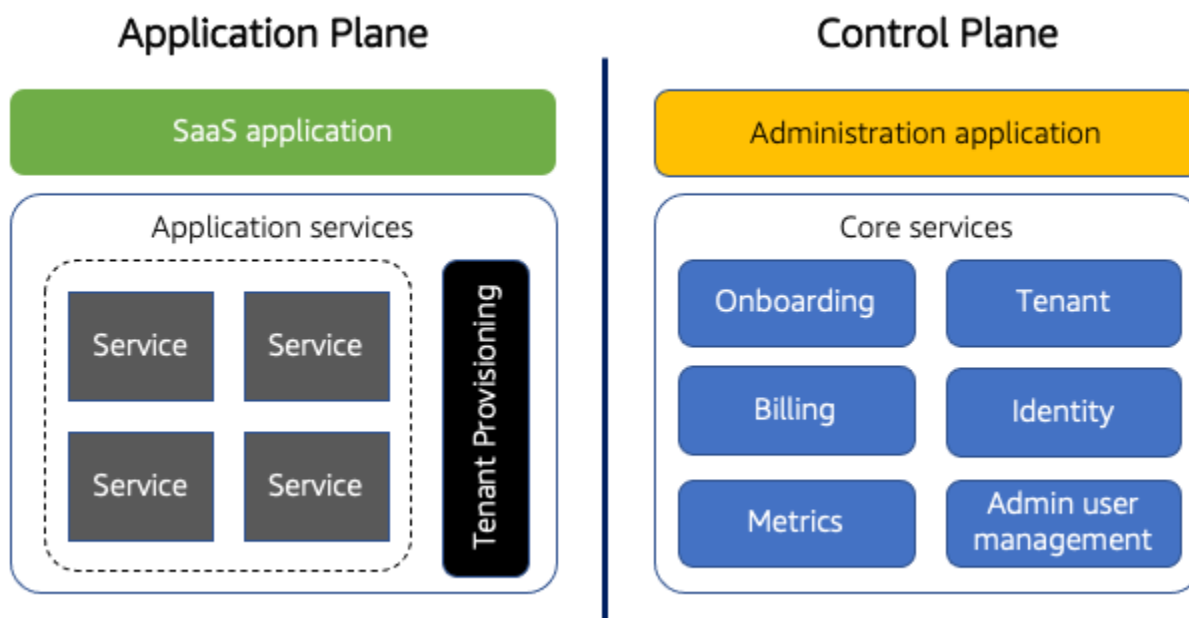 Application Plane
SaaS application
Application services
Service
Service
Service
Service
Tenant Provisioning
Control Plane
Administration application
Core services
Onboarding
Tenant
Billing
Identity
Metrics
Admin user
management